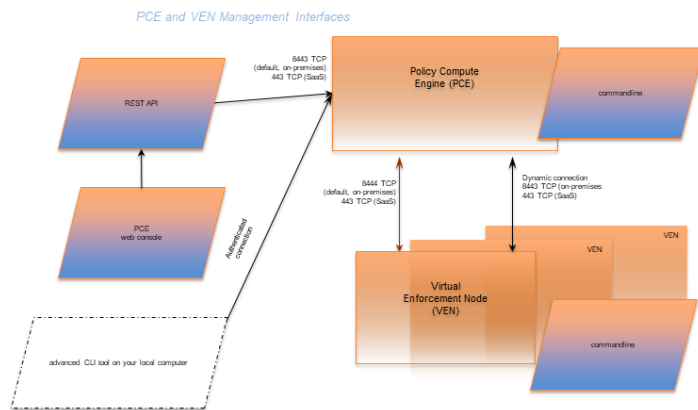 PCE and VEN Management Interfaces
8443 TCP
(default, on-premises)
443 TCP (SaaS)
REST API
Policy Compute
Engine (PCE)
commandline
8444 TCP
(default, on-premises)
443 TCP (SaaS)
Dynamic connection
8443 TCP (on-premises
443 TCP (SaaS)
PCE
web console
Authenticated
connection
VEN
VEN
Virtual
Enforcement Node
(VEN)
commandline
advanced CLI tool on your local computer